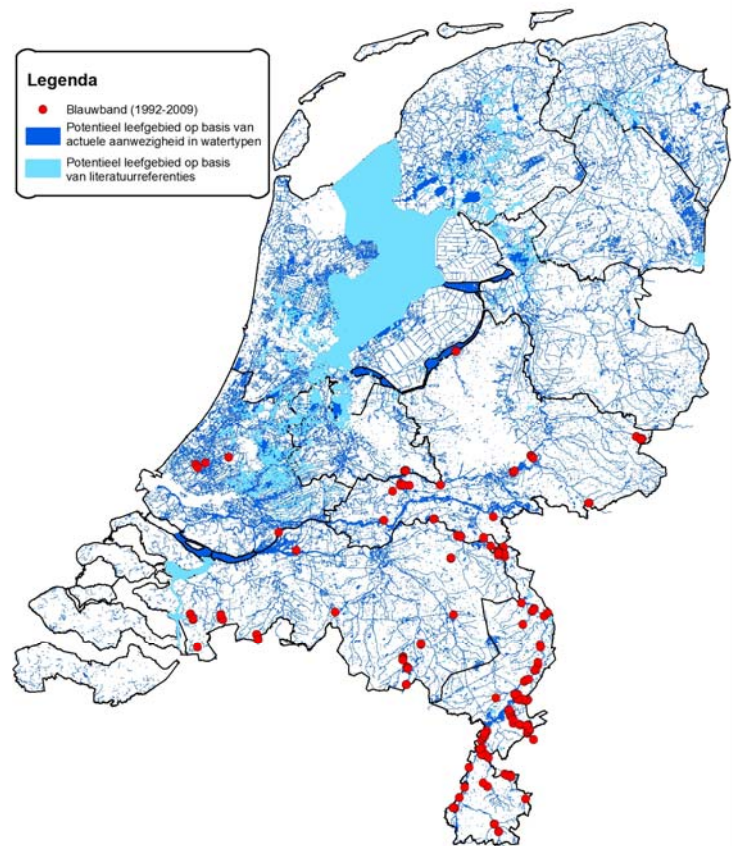 Legenda
Blauwband (1992-2009)
Potentieel leefgebied op basis van
actuele aanwezigheid in watertypen
Potentieel leefgebied op basis
van literatuurreferenties